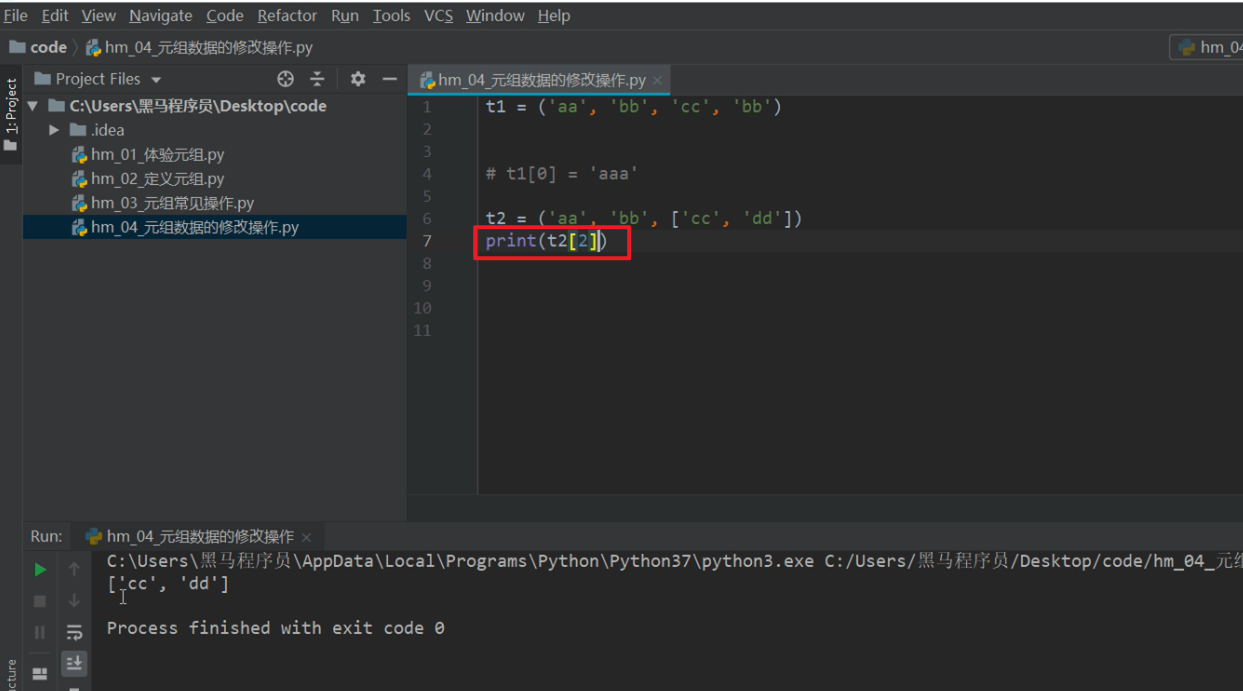 File Edit View Navigate Code Refactor Run Tools VCS Window Help
code hm_04_元组数据的修改操作.py
Project Files
hm_04_元组数据的修改操作.py
1: Project
C:\Users\黑马程序员\Desktop\code
.idea
hm_01_体验元组.py
hm_02_定义元组.py
hm_03_元组常见操作.py
hm_04_元组数据的修改操作.py
1 t1 = ('aa', 'bb', 'cc', 'bb')
2
3
4 # t1[0] = 'aaa'
5
6 t2 = ('aa', 'bb', ['cc', 'dd'])
7 print(t2[2])
8
9
10
11
Run: hm_04_元组数据的修改操作
C:\Users\黑马程序员\AppData\Local\Programs\Python\Python37\python3.exe C:/Users/黑马程序员/Desktop/code/hm_04_元组
['cc', 'dd']
Process finished with exit code 0